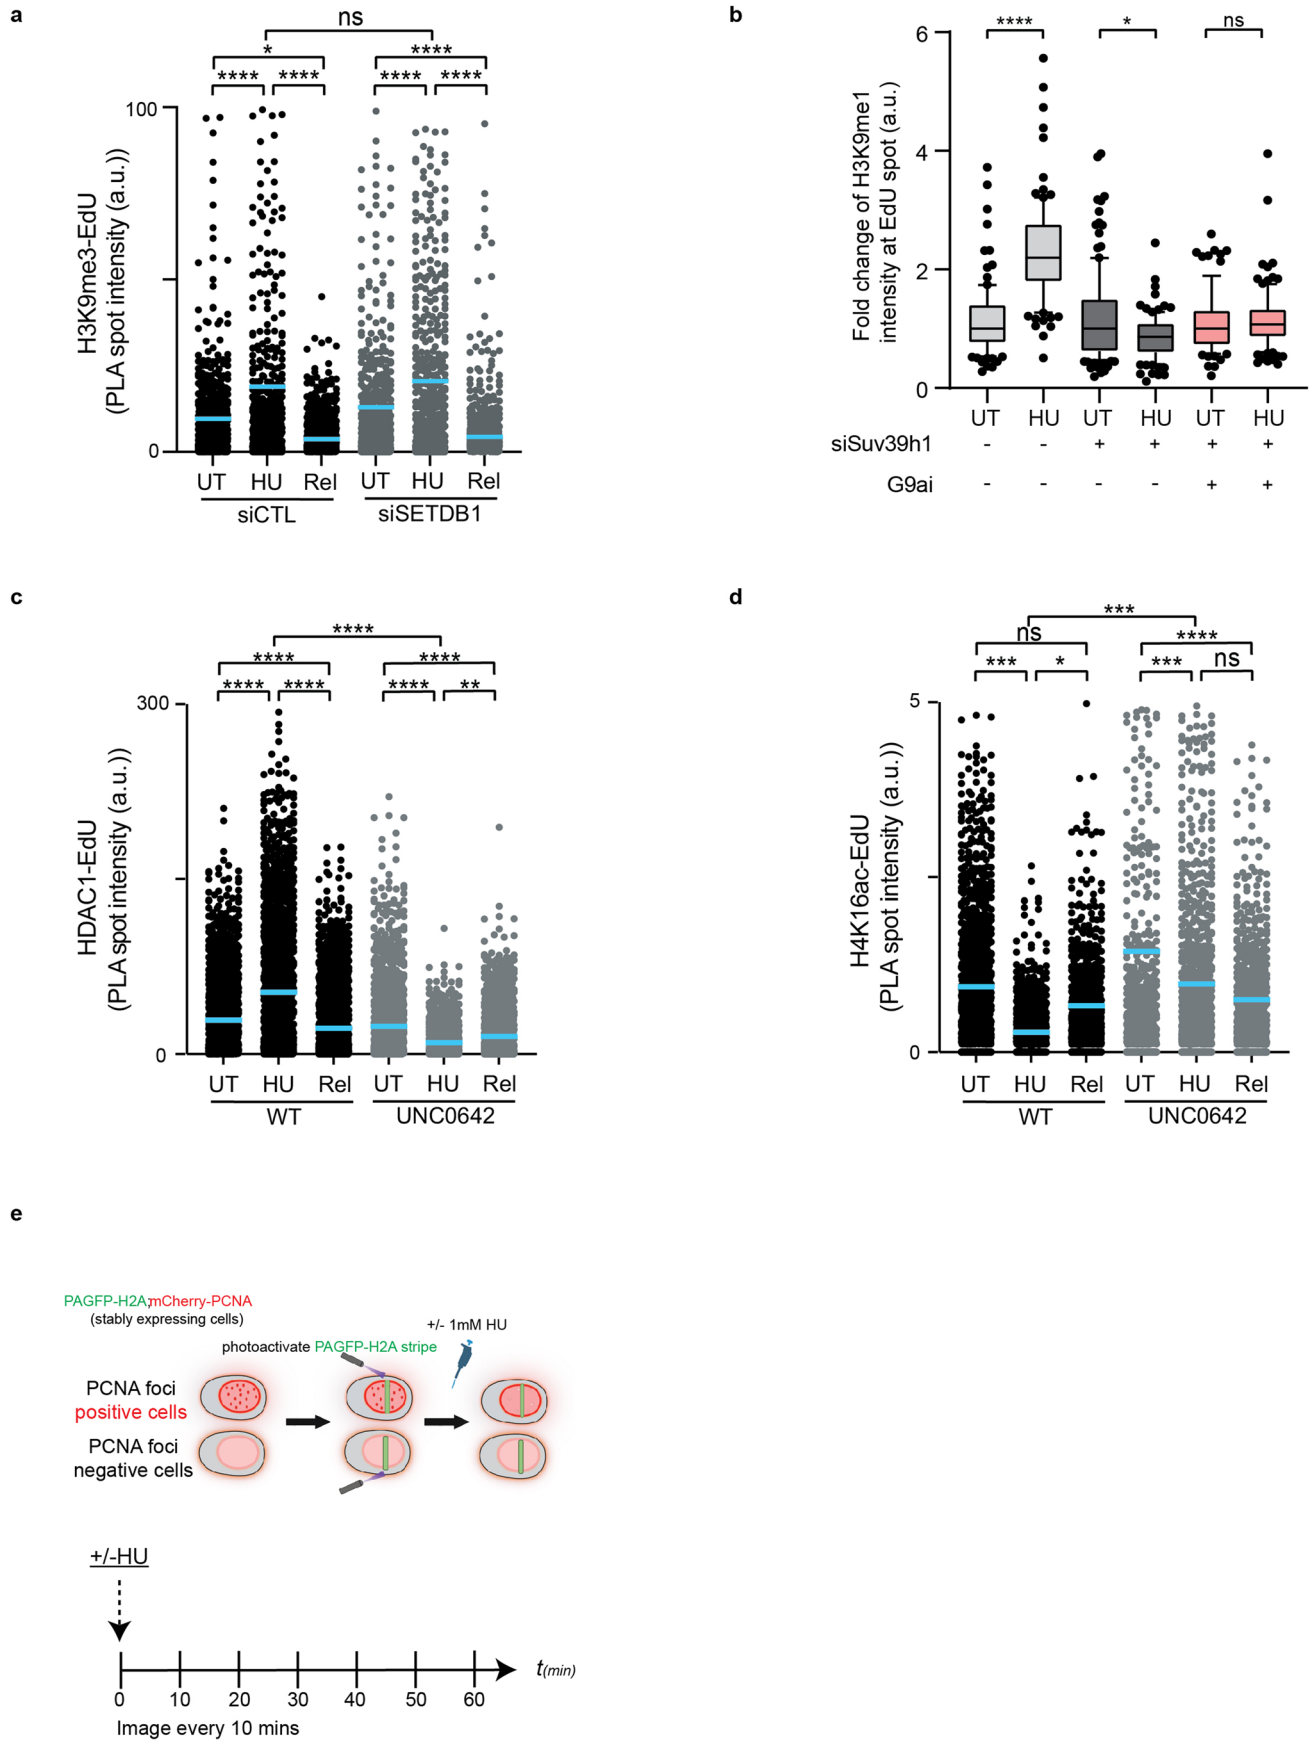 a
ns
*
****
**** **** **** ****
100
0
H3K9me3-EdU
(PLA spot intensity (a.u.))
UT HU Rel UT HU Rel
siCTL siSETDB1
b
**** * ns
6
4
2
0
Fold change of H3K9me1
intensity at EdU spot (a.u.)
UT HU UT HU UT HU
siSuv39h1 - - + + + +
G9ai - - - - + +
c
****
**** ****
**** **** **** **
300
0
HDAC1-EdU
(PLA spot intensity (a.u.))
UT HU Rel UT HU Rel
WT UNC0642
d
***
ns ****
*** * *** ns
5
0
H4K16ac-EdU
(PLA spot intensity (a.u.))
UT HU Rel UT HU Rel
WT UNC0642
e
PAGFP-H2A;mCherry-PCNA
(stably expressing cells)
+/- 1mM HU
photoactivate PAGFP-H2A stripe
PCNA foci
positive cells
PCNA foci
negative cells
+/-HU
t(min)
0 10 20 30 40 50 60
Image every 10 mins